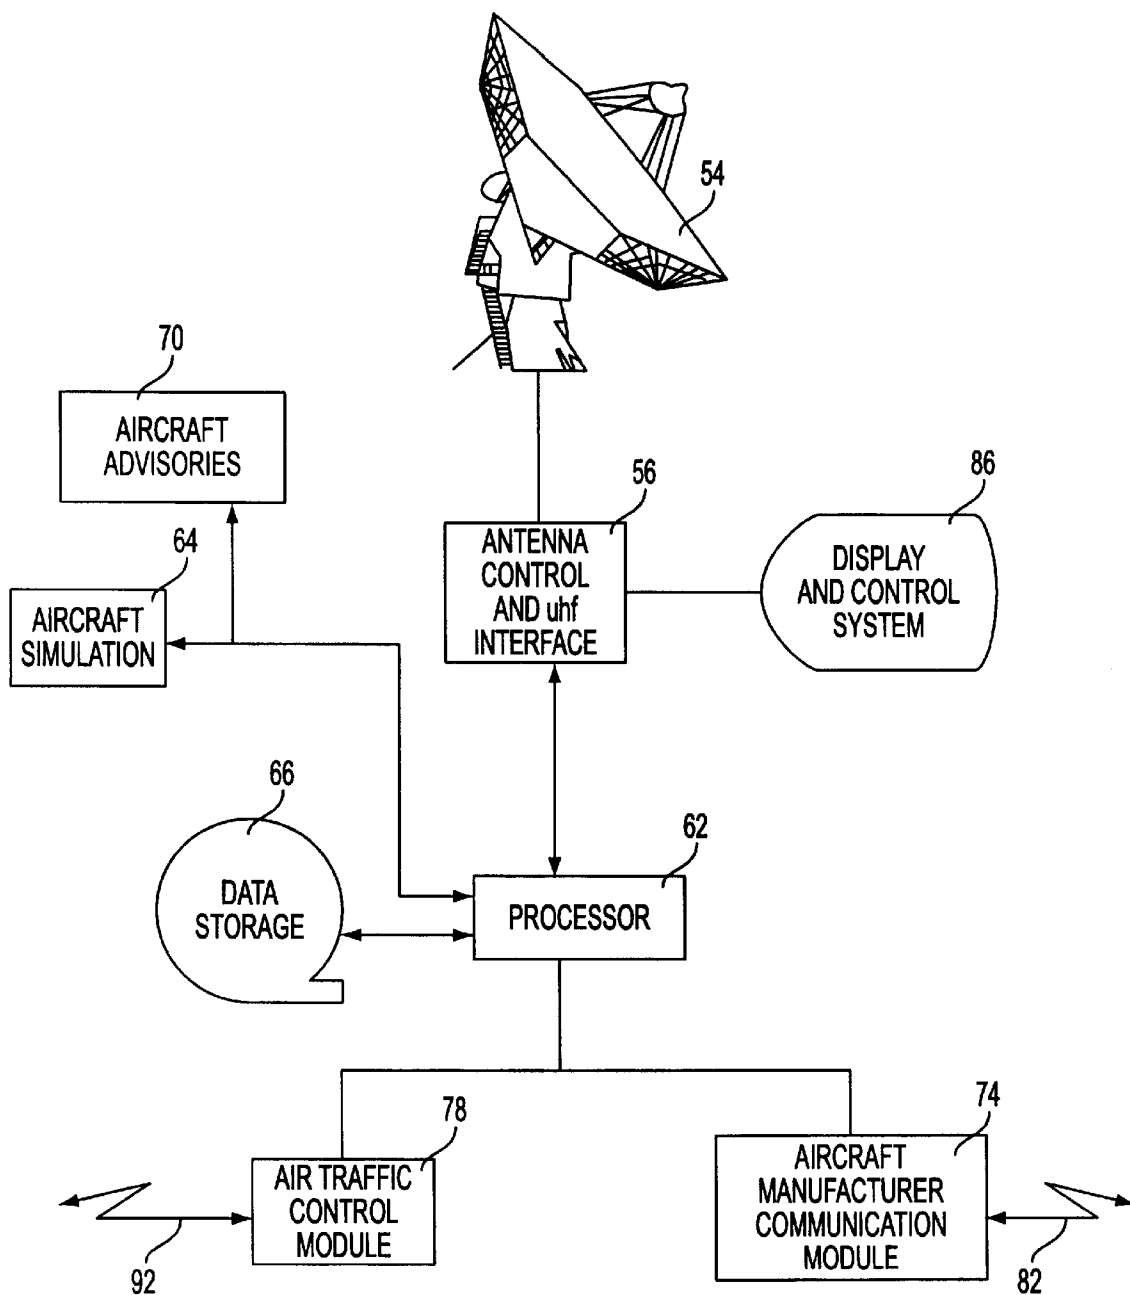 54
70
AIRCRAFT
ADVISORIES
56
86
ANTENNA
CONTROL
AND uhf
INTERFACE
DISPLAY
AND CONTROL
SYSTEM
64
AIRCRAFT
SIMULATION
66
DATA
STORAGE
62
PROCESSOR
78
AIR TRAFFIC
CONTROL
MODULE
74
AIRCRAFT
MANUFACTURER
COMMUNICATION
MODULE
92
82